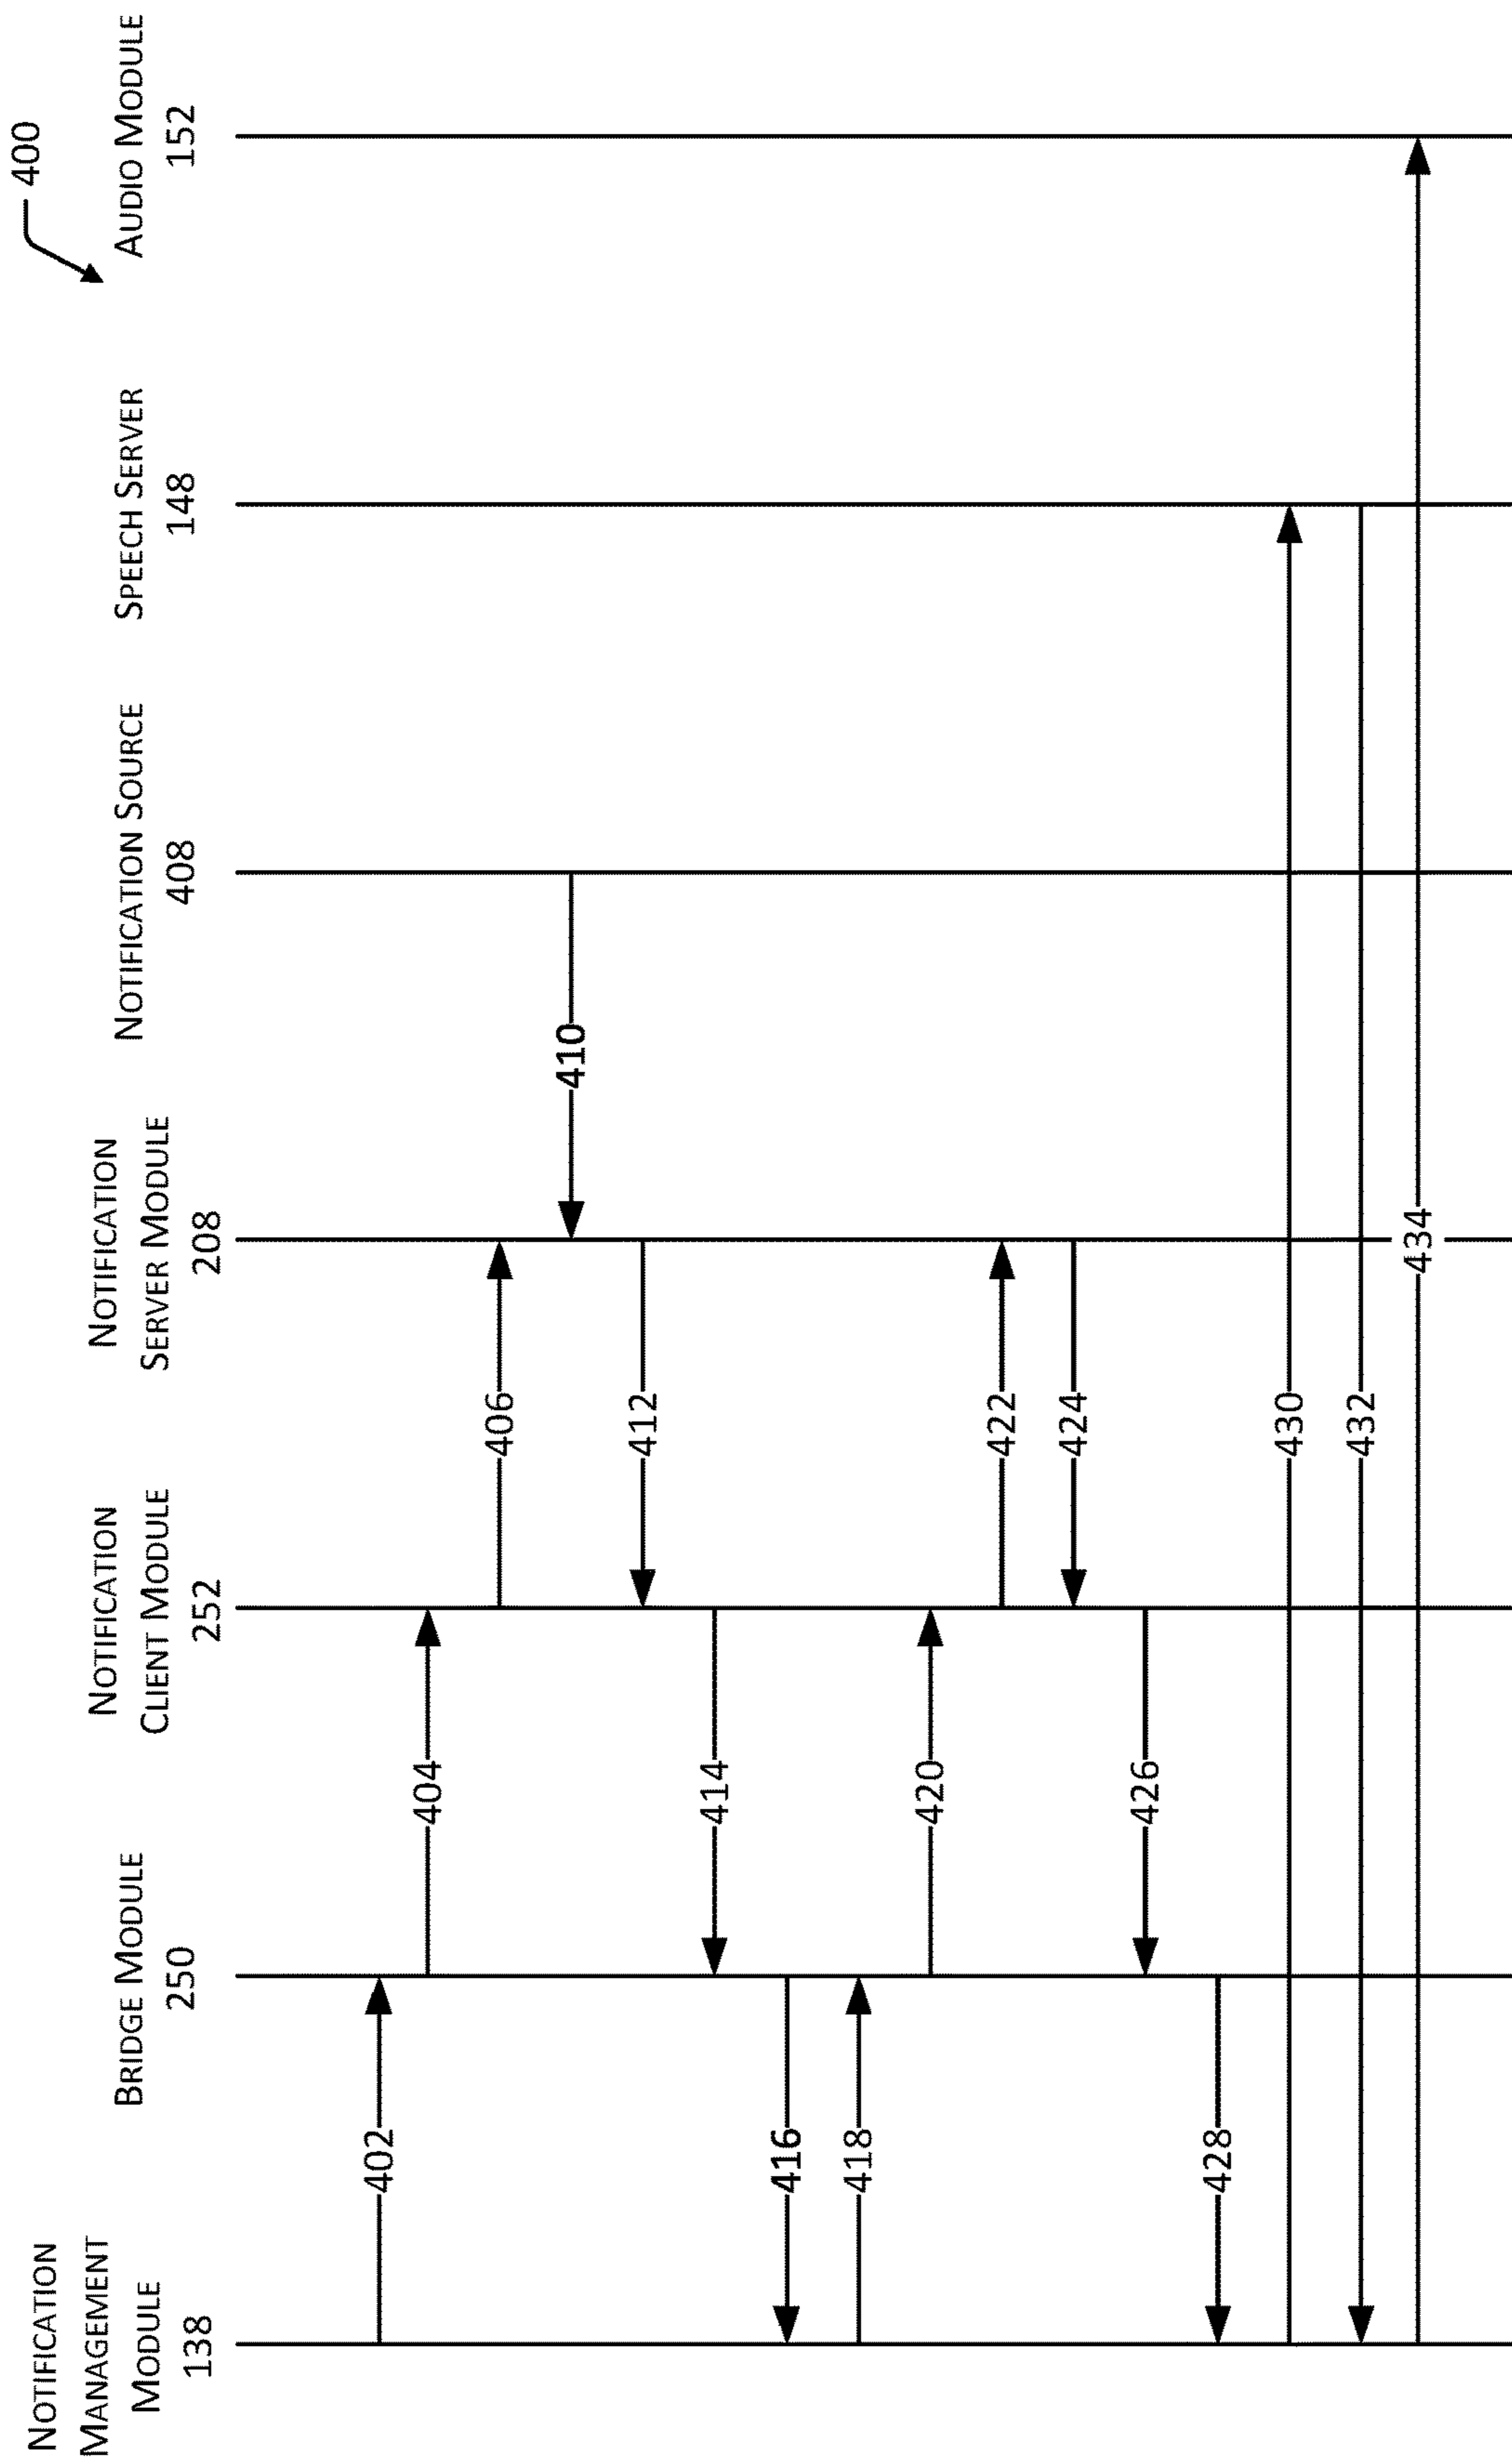 400
NOTIFICATION
MANAGEMENT
MODULE
138
BRIDGE MODULE
250
NOTIFICATION
CLIENT MODULE
252
NOTIFICATION
SERVER MODULE
208
NOTIFICATION SOURCE
408
SPEECH SERVER
148
AUDIO MODULE
152
402
404
406
410
412
414
416
418
420
422
424
426
428
430
432
434